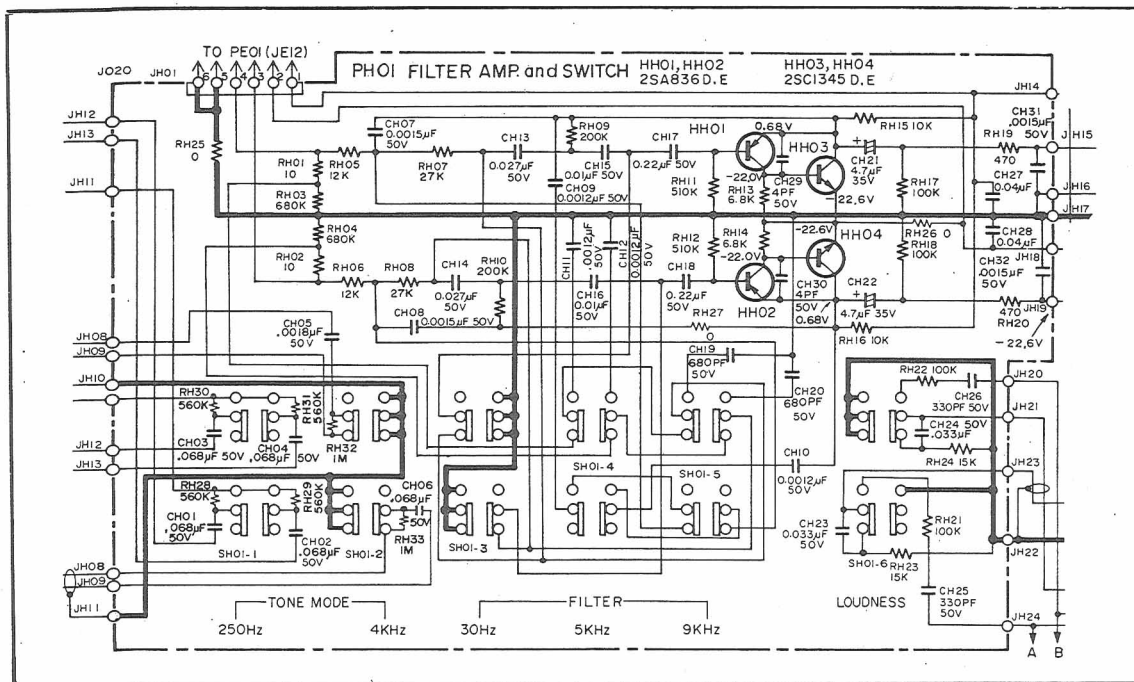 TO PE01 (JE12)
J020
JH01
6 5 4 3 2 1
PH01 FILTER AMP. and SWITCH
HH01, HH02
2SA836 D.E
HH03, HH04
2SC1345 D.E
JH12
JH13
JH11
RH25
0
RH01
10
RH03
680K
RH04
680K
RH02
10
RH05
12K
CH07
0.0015µF
50V
RH07
27K
CH13
0.027µF
50V
RH09
200K
CH15
0.01µF 50V
CH09
0.0012µF 50V
CH17
0.22µF 50V
RH11
510K
HH01
0.68V
-22.0V
RH13
6.8K
CH29
4PF
50V
HH03
-22.6V
RH15 10K
CH21
4.7µF
35V
RH17
100K
RH19
470
CH31
.0015µF
50V
JH14
JH15
CH27
0.04µF
JH16
JH17
RH06
12K
RH08
27K
CH14
0.027µF
50V
RH10
200K
CH08
0.0015µF 50V
CH11
.0012µF
50V
CH12
0.0012µF
50V
CH16
0.01µF
50V
CH18
0.22µF
50V
RH12
510K
RH14
6.8K
-22.0V
HH02
-22.6V
HH04
CH30
4PF
50V
0.68V
RH26 0
RH18
100K
CH28
0.04µF
CH32
.0015µF
50V
JH18
CH22
4.7µF 35V
RH27
0
RH16 10K
470
RH20
JH19
-22.6V
CH05
.0018µF
50V
JH08
JH09
JH10
JH12
JH13
RH30
560K
RH31
560K
CH03
.068µF 50V
CH04
.068µF
50V
RH32
1M
CH19
680PF
50V
CH20
680PF
50V
RH22 100K
CH26
330PF 50V
JH20
JH21
CH24 50V
.033µF
RH24 15K
JH23
SH01-4
SH01-5
CH10
0.0012µF
50V
RH28
560K
RH29
560K
CH01
.068µF
50V
CH02
.068µF
50V
SH01-1
SH01-2
CH06
.068µF
50V
RH33
1M
SH01-3
CH23
0.033µF
50V
SH01-6
RH21
100K
RH23
15K
JH22
CH25
330PF
50V
JH24
A B
JH08
JH09
JH11
TONE MODE
250Hz 4KHz
FILTER
30Hz 5KHz 9KHz
LOUDNESS